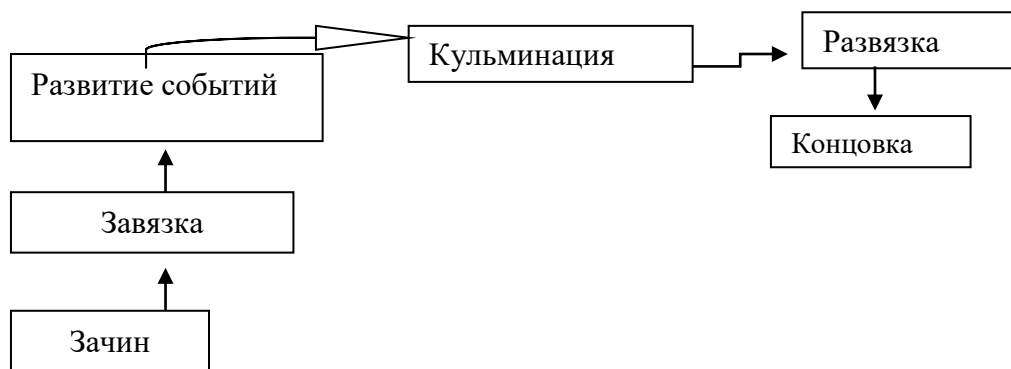 Развязка
Кульминация
Развитие событий
Концовка
Завязка
Зачин